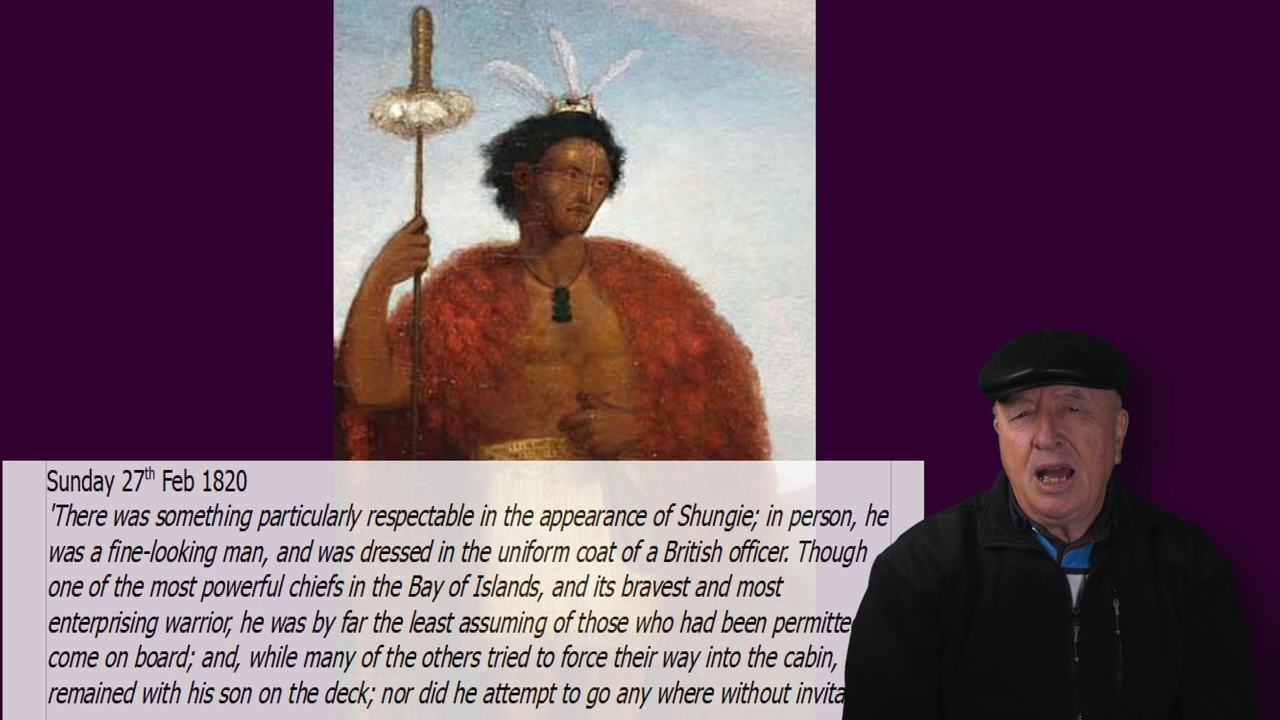 Sunday 27th Feb 1820
'There was something particularly respectable in the appearance of Shungie; in person, he
was a fine-looking man, and was dressed in the uniform coat of a British officer. Though
one of the most powerful chiefs in the Bay of Islands, and its bravest and most
enterprising warrior, he was by far the least assuming of those who had been permitte
come on board; and, while many of the others tried to force their way into the cabin,
remained with his son on the deck; nor did he attempt to go any where without invita